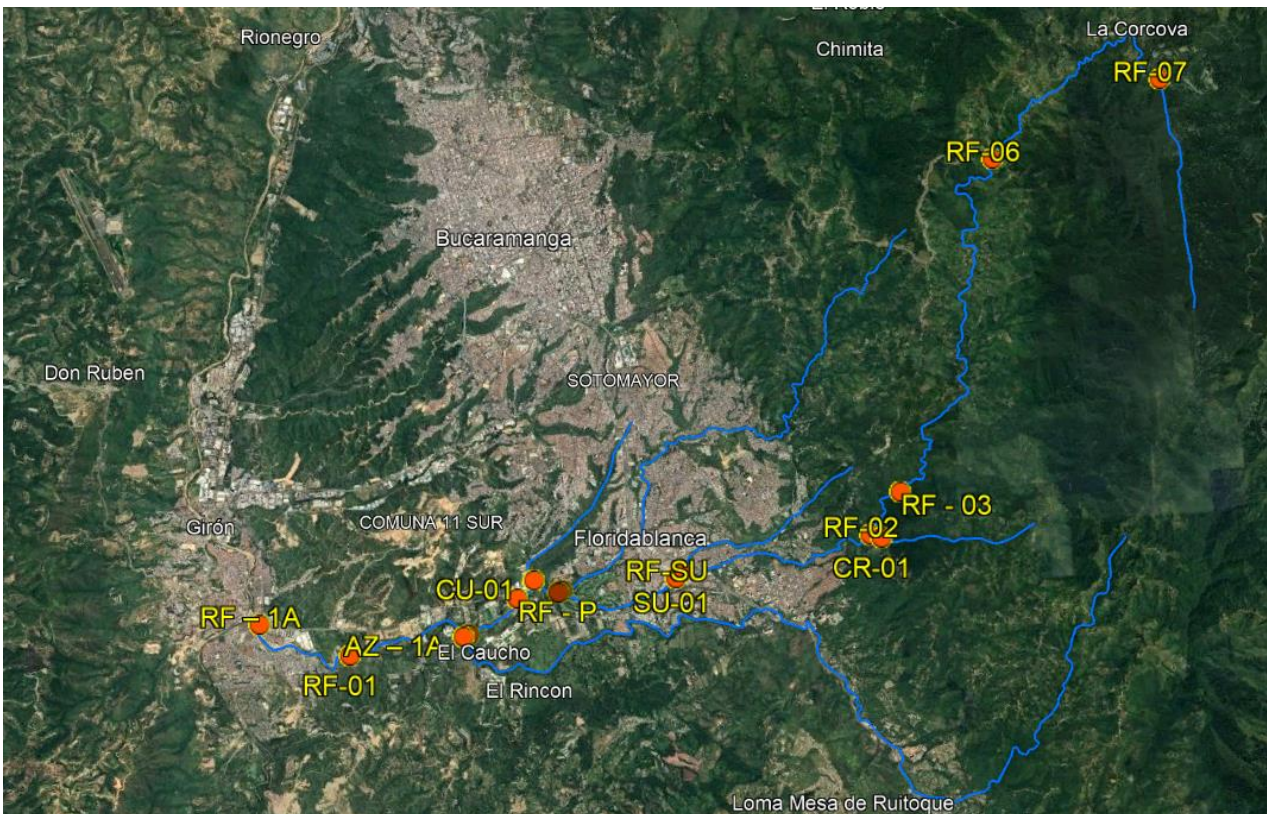 La Corcova
Rionegro
Chimita
RF-07
RF-06
Bucaramanga
Don Ruben
SOTOMAYOR
RF - 03
COMUNA 11 SUR
Girón
RF-02
Floridablanca
CR-01
RF-SU
CU-01
RF - P
SU-01
RF – 1A
AZ – 1A
El Caucho
RF-01
El Rincon
Loma Mesa de Ruitoque